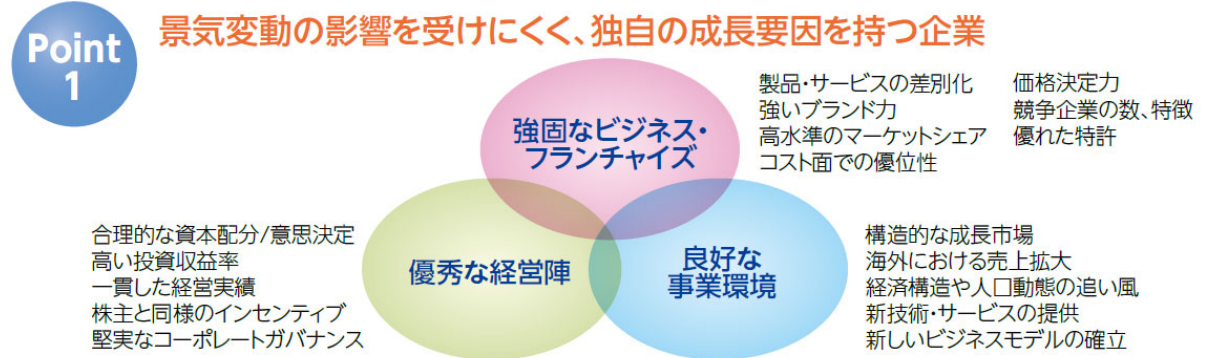 Point
1
景気変動の影響を受けにくく、独自の成長要因を持つ企業
強固なビジネス・
フランチャイズ
製品・サービスの差別化
強いブランド力
高水準のマーケットシェア
コスト面での優位性
価格決定力
競争企業の数、特徴
優れた特許
合理的な資本配分/意思決定
高い投資収益率
一貫した経営実績
株主と同様のインセンティブ
堅実なコーポレートガバナンス
優秀な経営陣
良好な
事業環境
構造的な成長市場
海外における売上拡大
経済構造や人口動態の追い風
新技術・サービスの提供
新しいビジネスモデルの確立